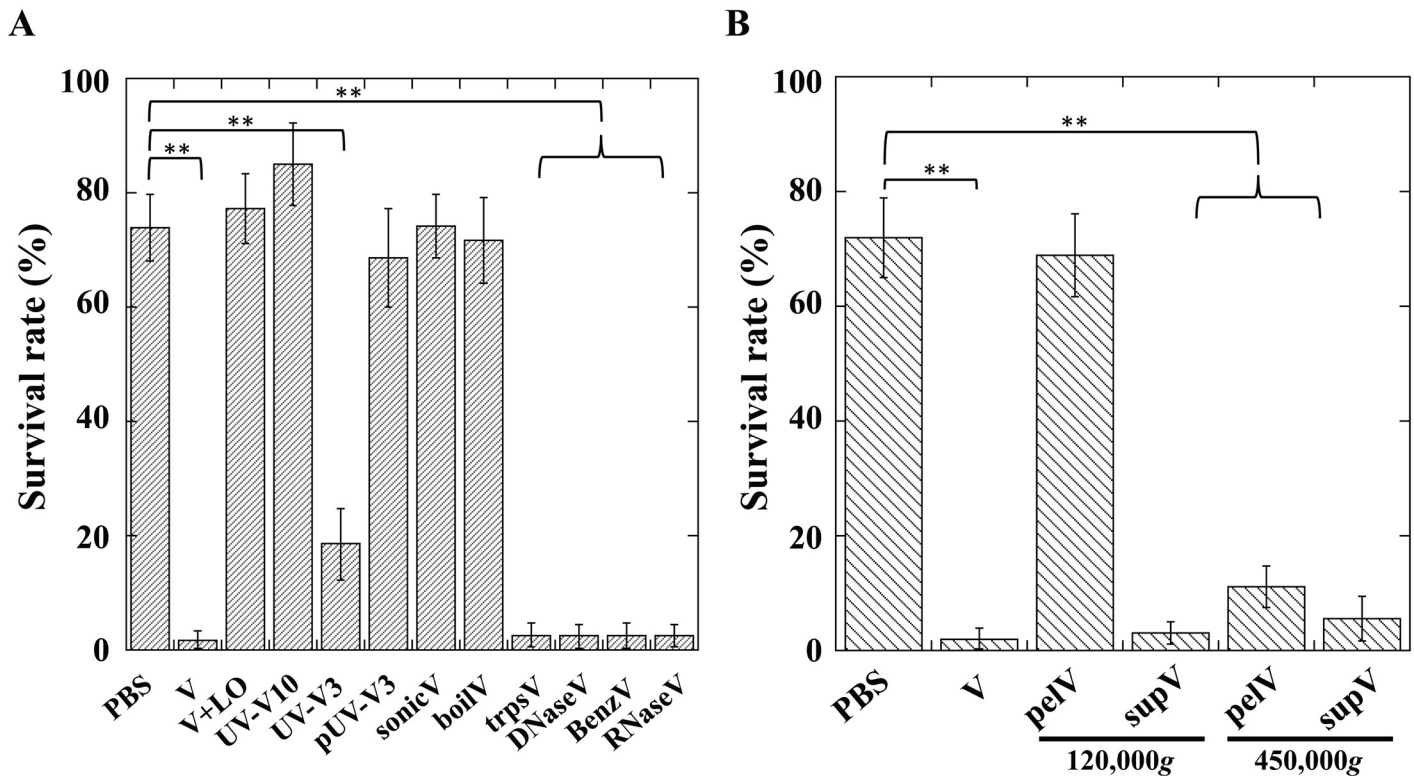 A
Survival rate (%)
100
80
60
40
20
0
**
**
**
PBS
V
V+LO
UV-V10
UV-V3
pUV-V3
sonicV
boilV
trpsV
DNaseV
BenzV
RNaseV
B
Survival rate (%)
100
80
60
40
20
0
**
**
PBS
V
pelV
supV
pelV
supV
120,000g
450,000g